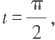 t = π/2,